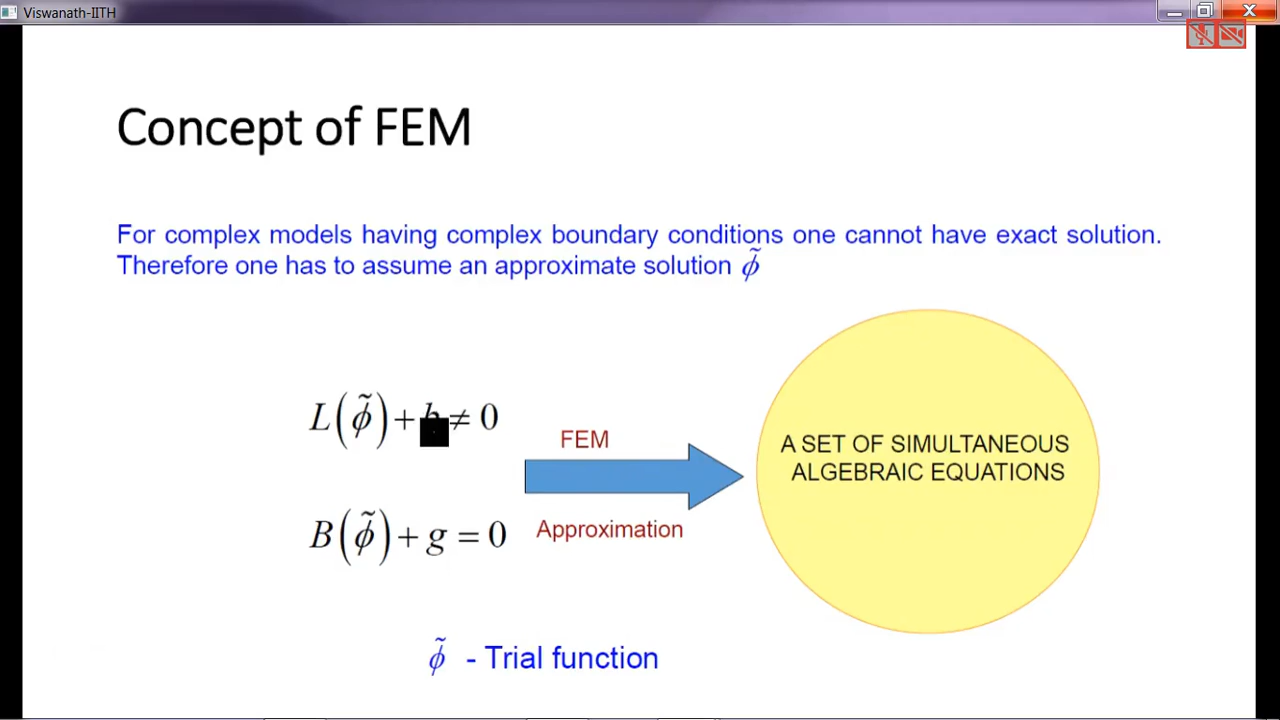 Viswanath-IITH
Concept of FEM
For complex models having complex boundary conditions one cannot have exact solution.
Therefore one has to assume an approximate solution φ̃
L(φ̃) + b ≠ 0
FEM
A SET OF SIMULTANEOUS
ALGEBRAIC EQUATIONS
B(φ̃) + g = 0
Approximation
φ̃ - Trial function